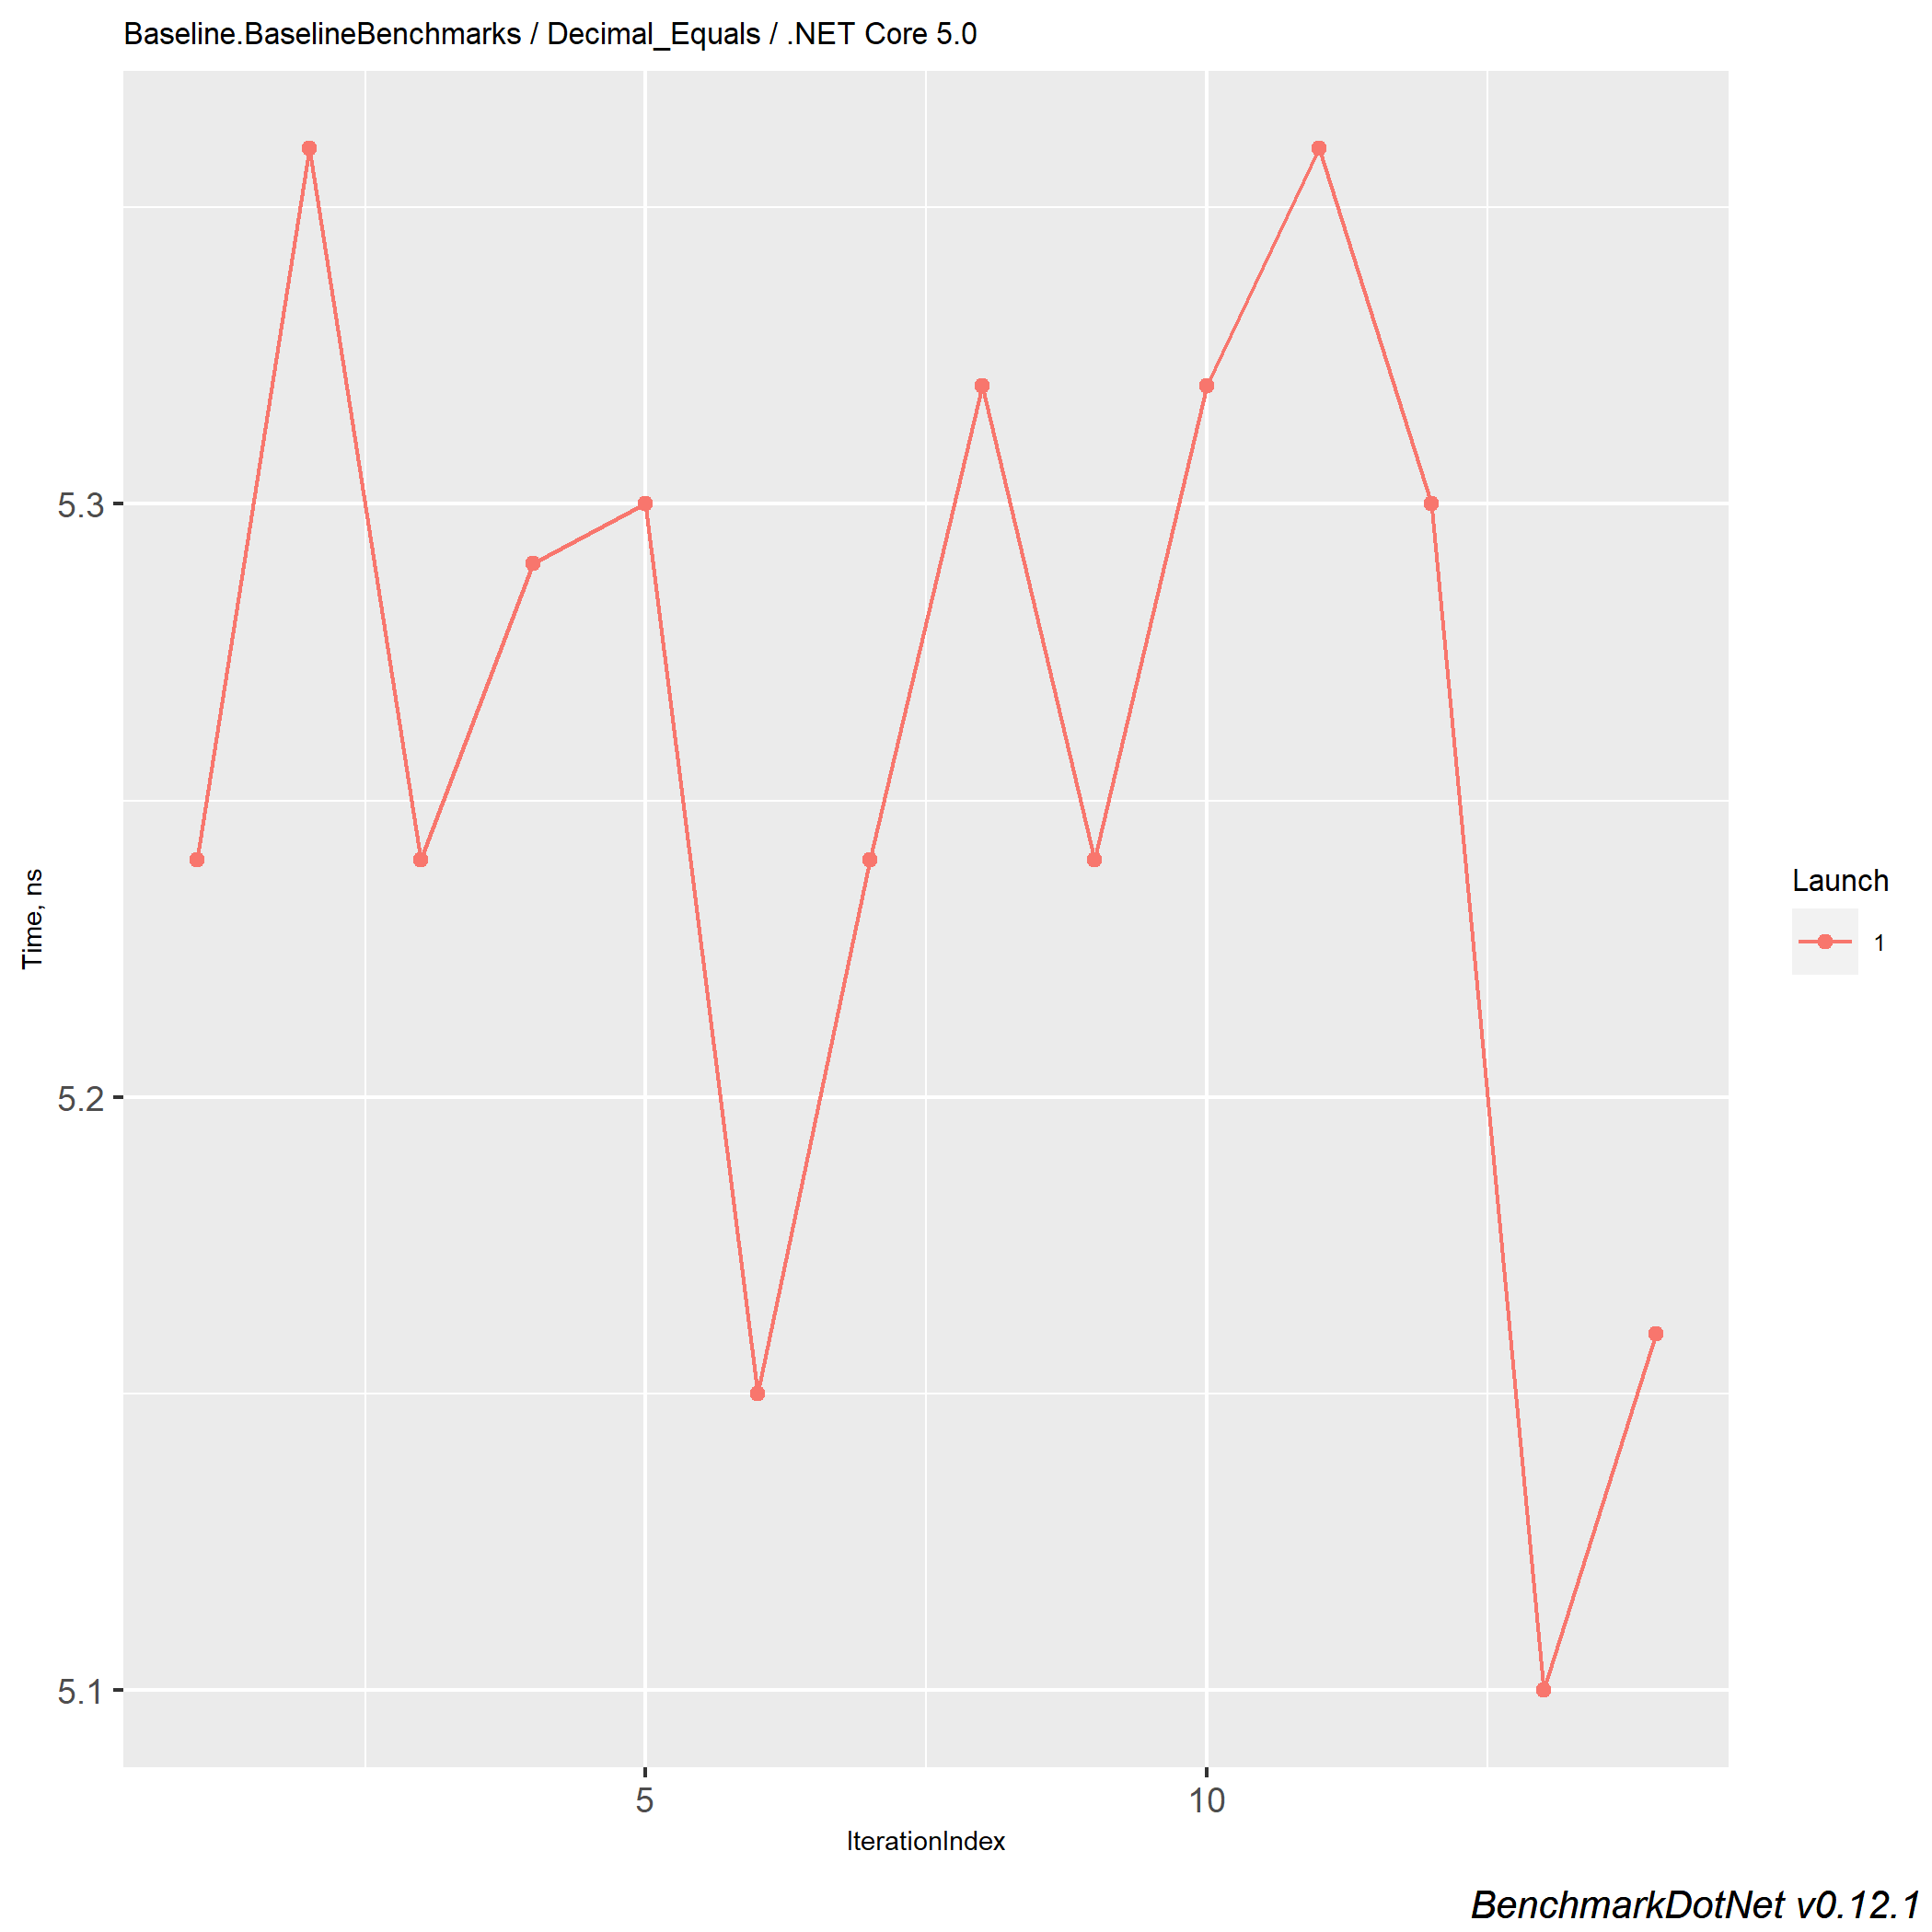 Baseline.BaselineBenchmarks / Decimal_Equals / .NET Core 5.0
5.3
5.2
5.1
Time, ns
5
10
IterationIndex
Launch
1
BenchmarkDotNet v0.12.1